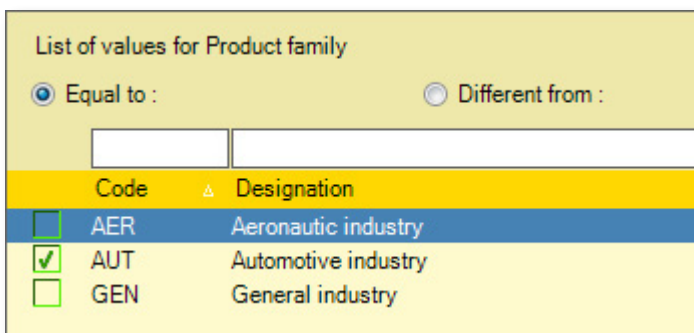 List of values for Product family
Equal to : Different from :
Code Designation
AER Aeronautic industry
AUT Automotive industry
GEN General industry